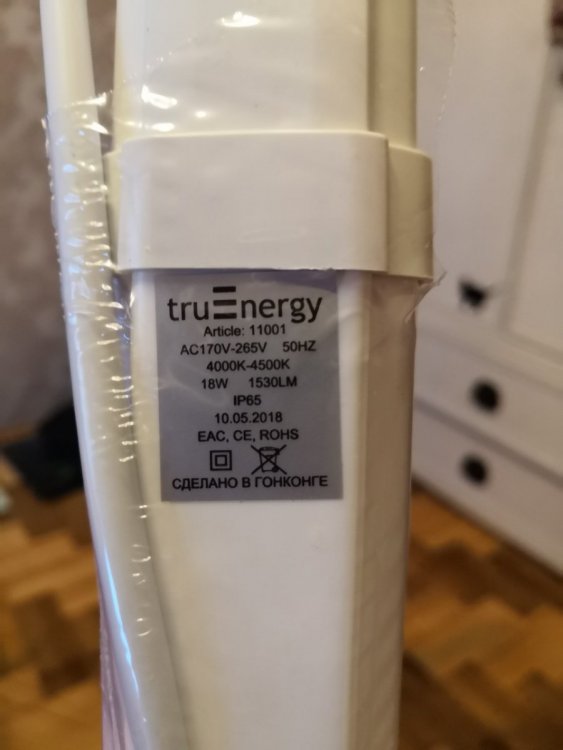 truEnergy
Article: 11001
AC170V-265V 50HZ
4000K-4500K
18W 1530LM
IP65
10.05.2018
EAC, CE, ROHS
СДЕЛАНО В ГОНКОНГЕ